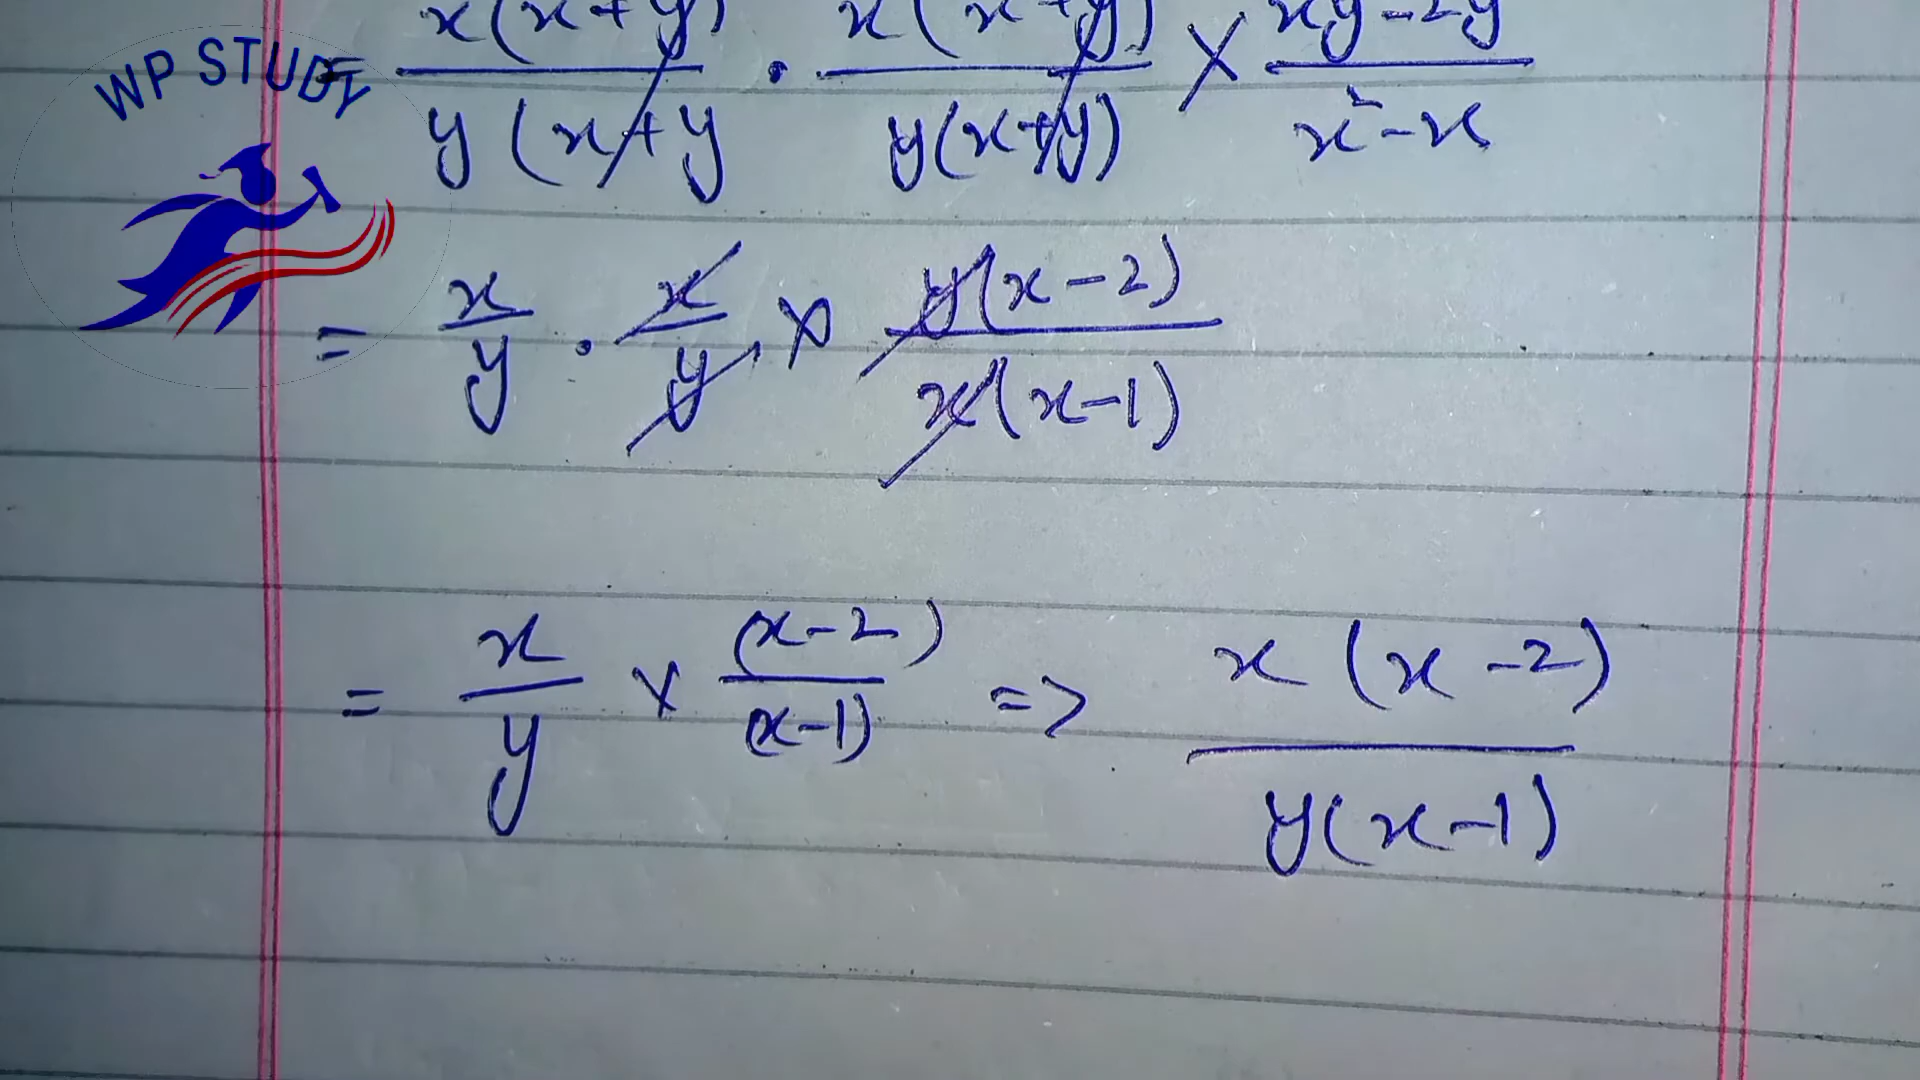 WP STUDY
= x(x+y) / y(x+y · x(x+y) / y(x+y) × xy-2y / x²-x
= x/y · x/y × y(x-2) / x(x-1)
= x/y × (x-2) / (x-1) => x(x-2) / y(x-1)